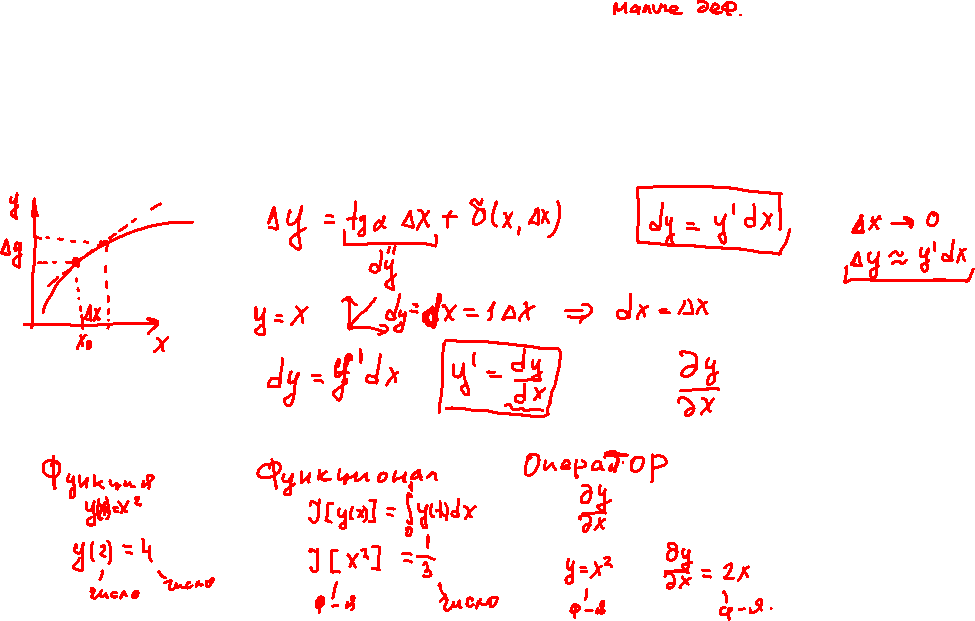 малые деф.
y
Δy
Δx
x₀
x
Δy = tgα Δx + õ(x, Δx)
dy
dy = y' dx
Δx → 0
Δy ≈ y' dx
y = x dy = dx = 1 Δx ⇒ dx = Δx
dy = y' dx
y' = dy/dx
∂y/∂x
Функция
y(x)=x²
y(2) = 4
число число
Функционал
J[y(x)] = ∫₀¹ y(x)dx
J[x²] = 1/3
ф-я число
Оператор
∂y/∂x
y=x² ∂y/∂x = 2x
ф-я ф-я.